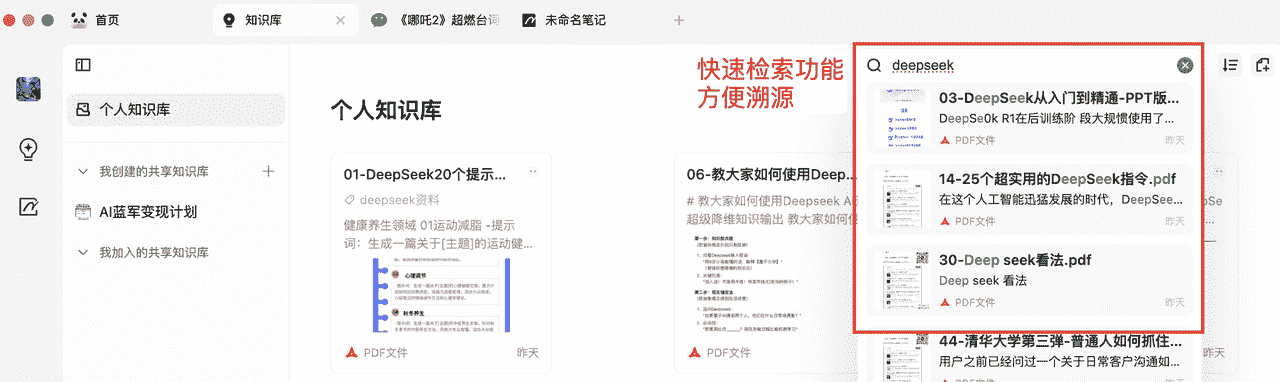 首页
知识库
《哪吒2》超燃台词
未命名笔记
个人知识库
我创建的共享知识库
AI蓝军变现计划
我加入的共享知识库
个人知识库
快速检索功能
方便溯源
01-DeepSeek20个提示...
deepseek资料
健康养生领域 01运动减脂 -提示
词：生成一篇关于[主题]的运动健...
心理调节
秋冬养生
PDF文件
昨天
06-教大家如何使用Deep...
# 教大家如何使用Deepseek A
超级降维知识输出 教大家如何使
PDF文件
deepseek
03-DeepSeek从入门到精通-PPT版...
DeepSe0k R1在后训练阶 段大规惯使用了...
PDF文件
昨天
14-25个超实用的DeepSeek指令.pdf
在这个人工智能迅猛发展的时代，DeepSee...
PDF文件
昨天
30-Deep seek看法.pdf
Deep seek 看法
PDF文件
昨天
44-清华大学第三弹-普通人如何抓住...
用户之前已经问过一个关于日常客户沟通如...
PDF文件
昨天
昨天